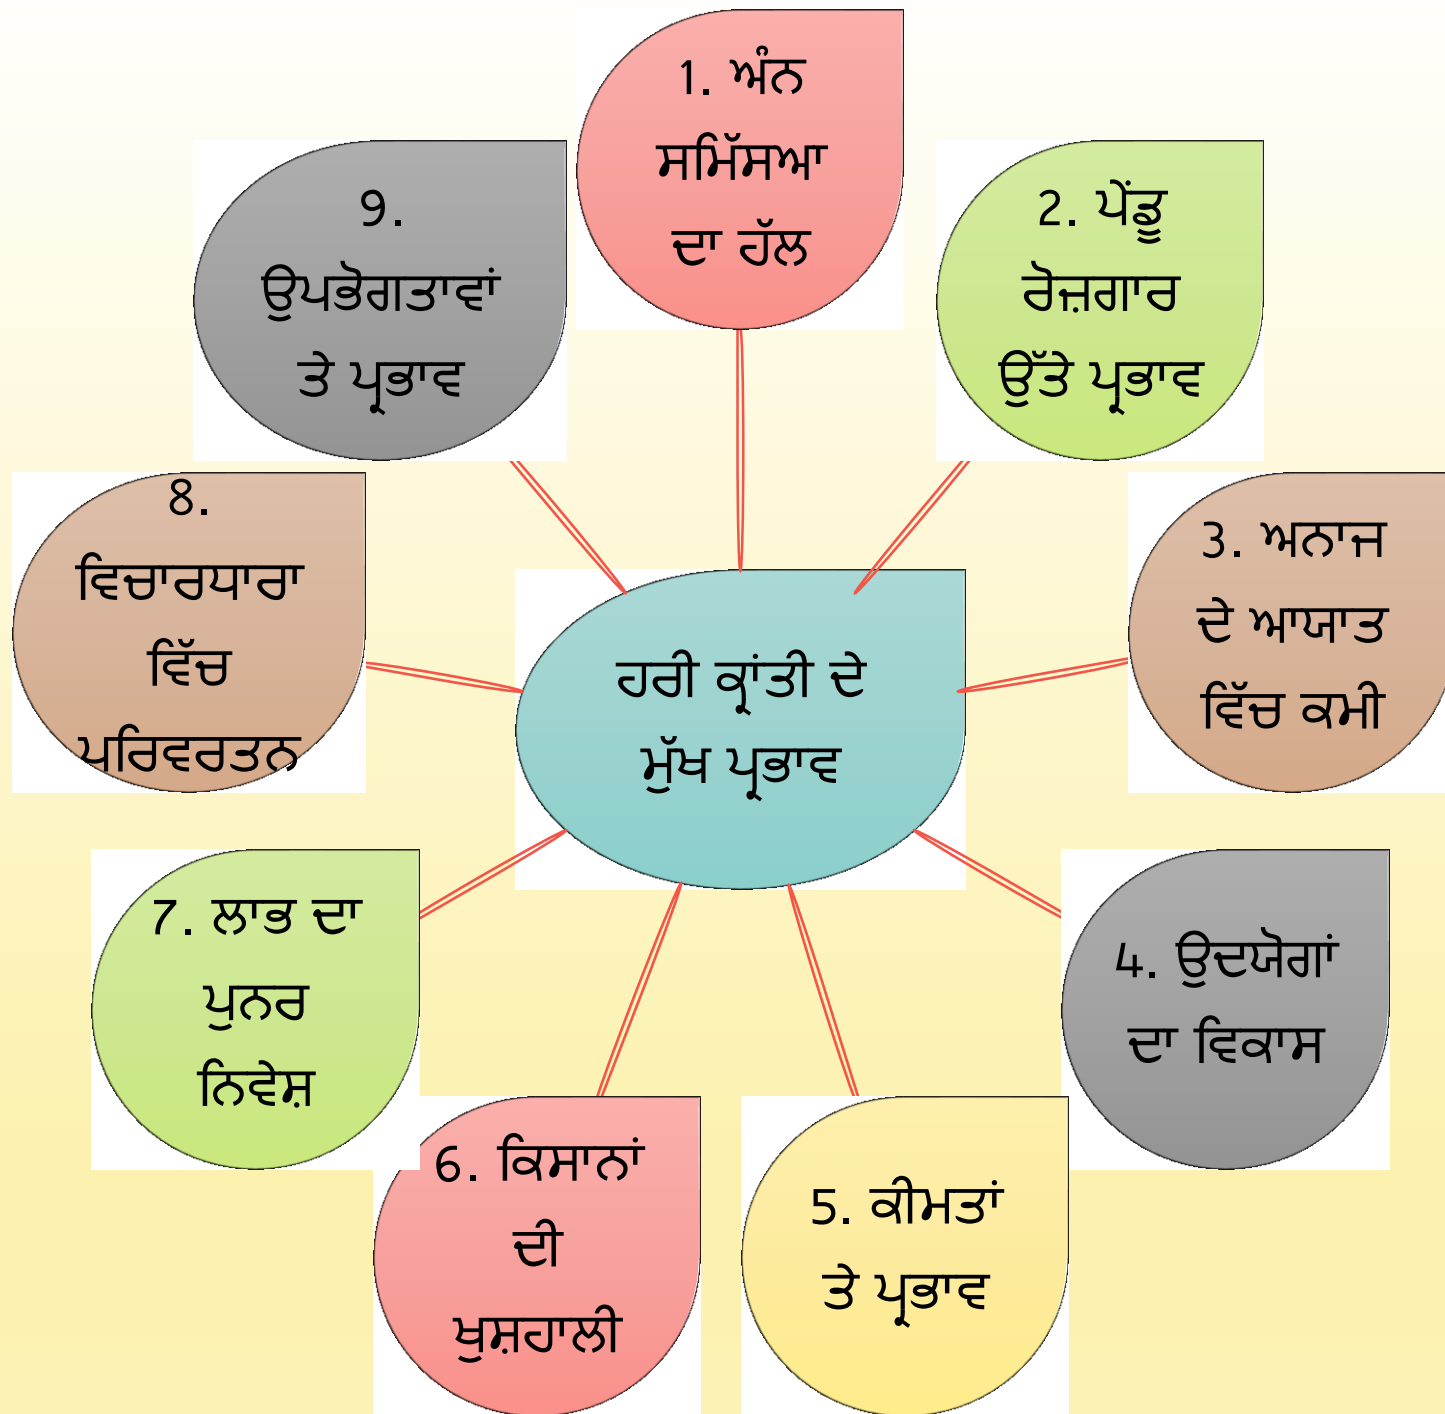 1. ਅੰਨ
ਸਮਿੱਸਆ
ਦਾ ਹੱਲ
2. ਪੇਂਡੂ
ਰੋਜ਼ਗਾਰ
ਉੱਤੇ ਪ੍ਰਭਾਵ
3. ਅਨਾਜ
ਦੇ ਆਯਾਤ
ਵਿੱਚ ਕਮੀ
4. ਉਦਯੋਗਾਂ
ਦਾ ਵਿਕਾਸ
5. ਕੀਮਤਾਂ
ਤੇ ਪ੍ਰਭਾਵ
6. ਕਿਸਾਨਾਂ
ਦੀ
ਖੁਸ਼ਹਾਲੀ
7. ਲਾਭ ਦਾ
ਪੁਨਰ
ਨਿਵੇਸ਼
8.
ਵਿਚਾਰਧਾਰਾ
ਵਿੱਚ
ਪਰਿਵਰਤਨ
9.
ਉਪਭੋਗਤਾਵਾਂ
ਤੇ ਪ੍ਰਭਾਵ
ਹਰੀ ਕ੍ਰਾਂਤੀ ਦੇ
ਮੁੱਖ ਪ੍ਰਭਾਵ